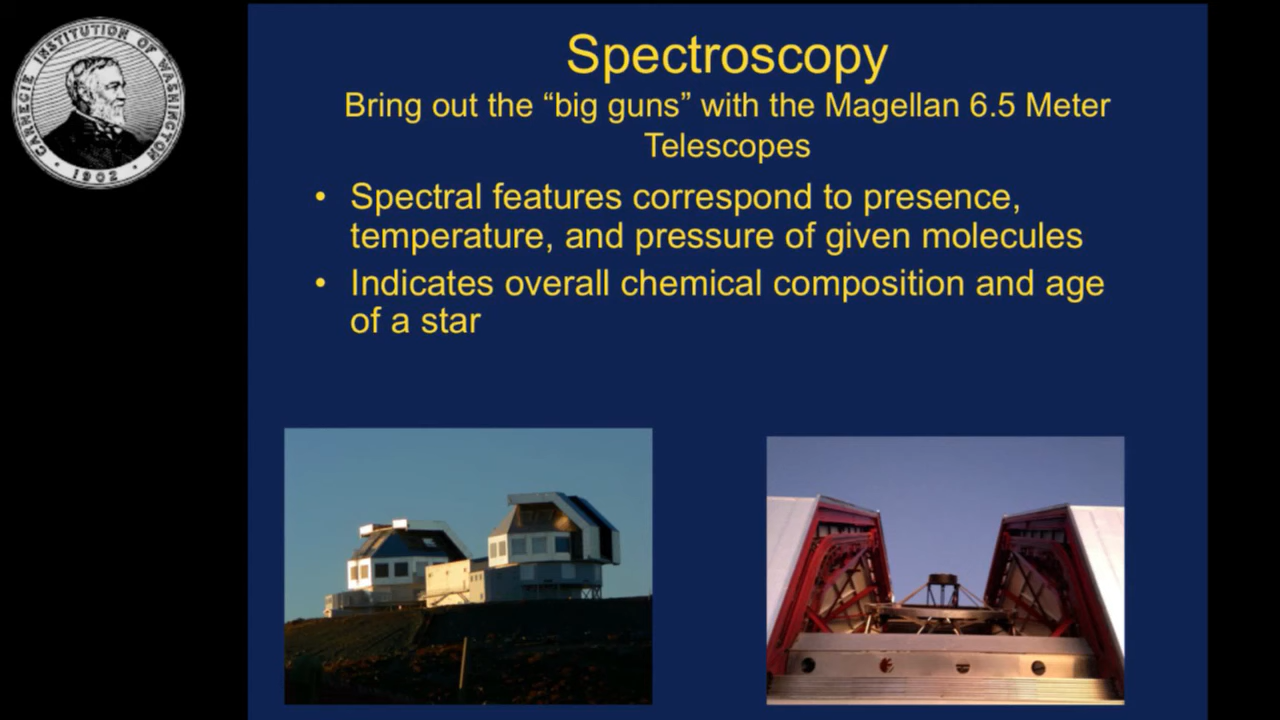 CARNEGIE INSTITUTION OF WASHINGTON
• 1902 •
Spectroscopy
Bring out the “big guns” with the Magellan 6.5 Meter
Telescopes
• Spectral features correspond to presence,
temperature, and pressure of given molecules
• Indicates overall chemical composition and age
of a star